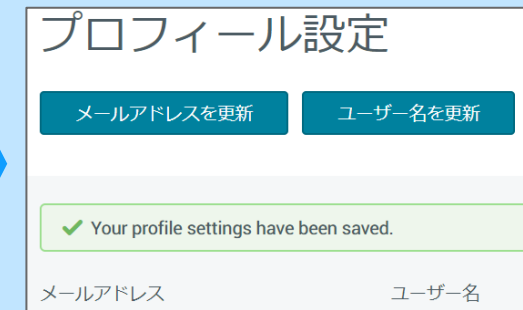 プロフィール設定
メールアドレスを更新 ユーザー名を更新
Your profile settings have been saved.
メールアドレス ユーザー名